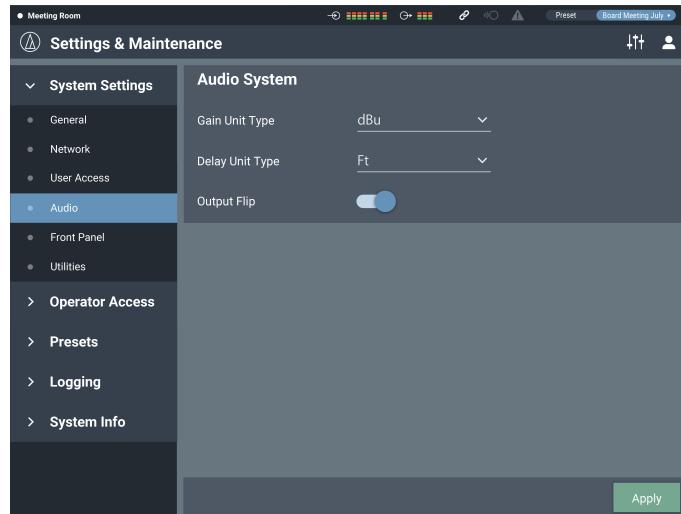 Meeting Room
Preset
Board Meeting July
Settings & Maintenance
System Settings
General
Network
User Access
Audio
Front Panel
Utilities
Operator Access
Presets
Logging
System Info
Audio System
Gain Unit Type
dBu
Delay Unit Type
Ft
Output Flip
Apply